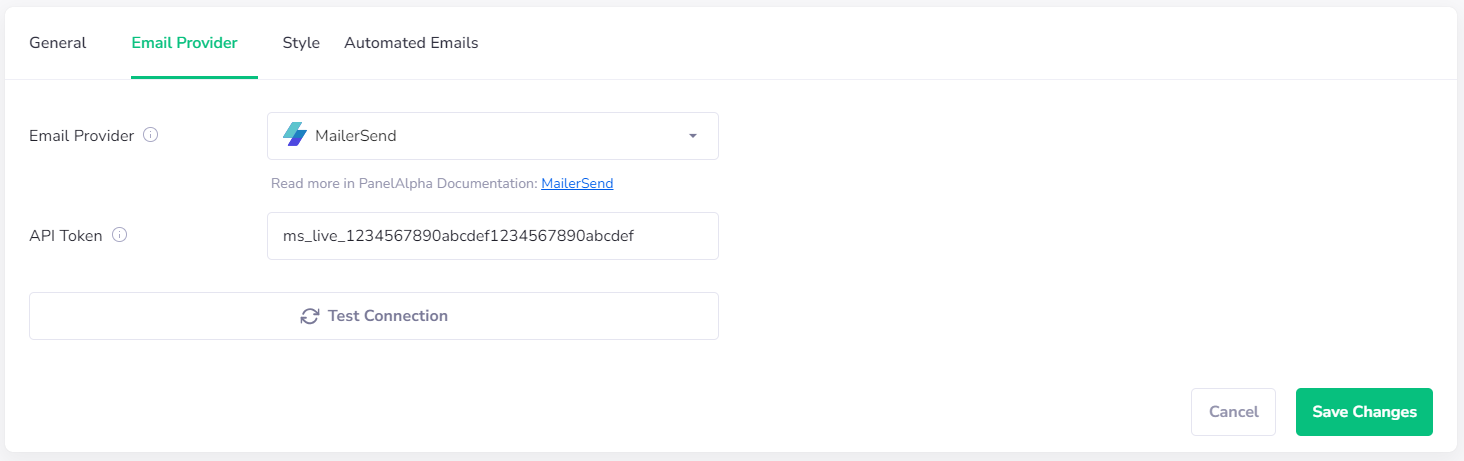 General Email Provider Style Automated Emails
Email Provider
MailerSend
Read more in PanelAlpha Documentation: MailerSend
API Token
ms_live_1234567890abcdef1234567890abcdef
Test Connection
Cancel Save Changes